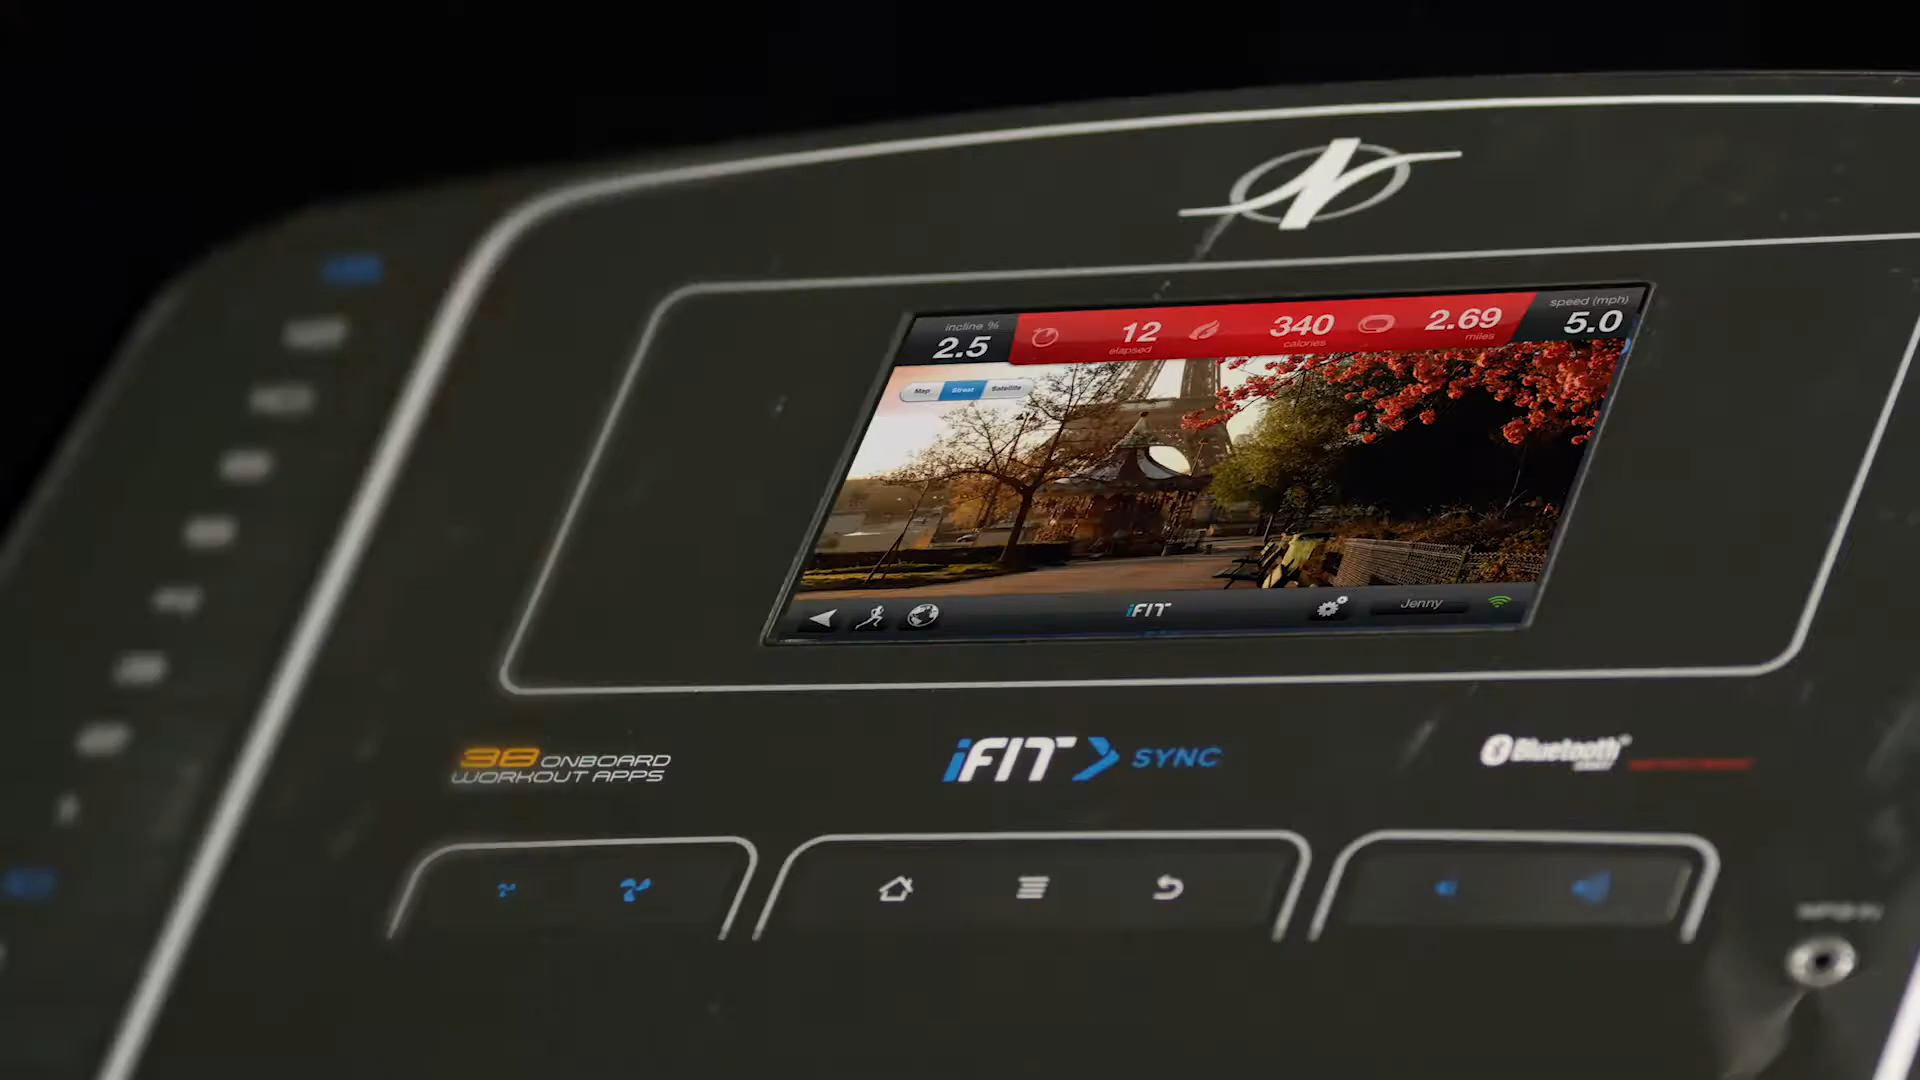 incline %
2.5
12
elapsed
340
calories
2.69
miles
speed (mph)
5.0
Map
Street
Satellite
iFIT
Jenny
38 ONBOARD
WORKOUT APPS
iFIT SYNC
Bluetooth